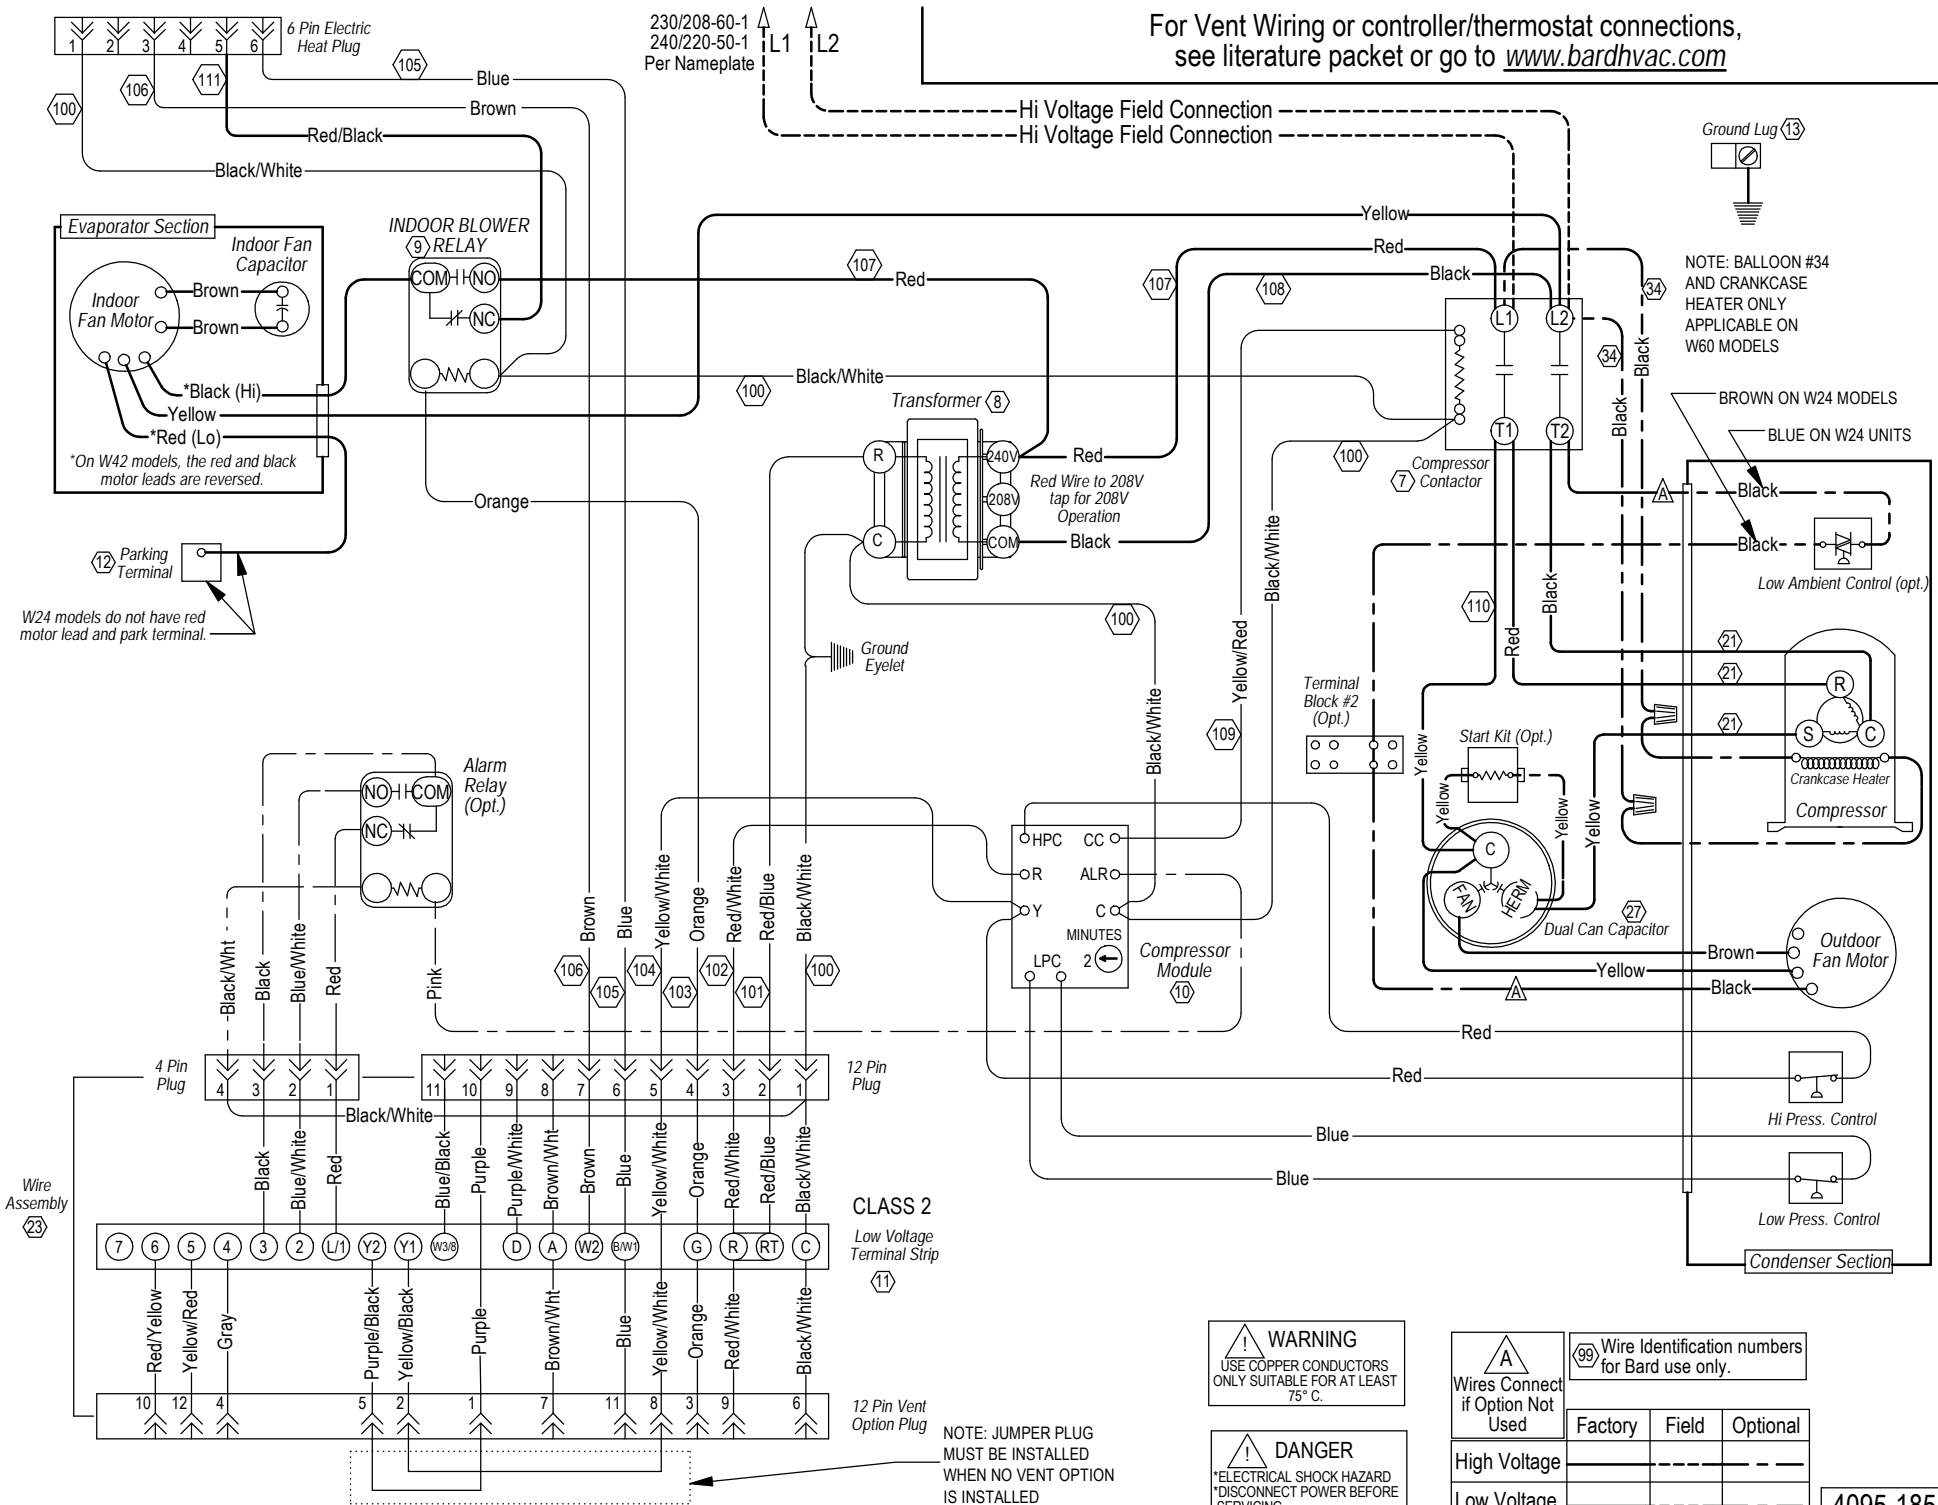 6 Pin Electric
Heat Plug
1 2 3 4 5 6
100
106
111
105
Blue
Brown
Red/Black
Black/White
230/208-60-1
240/220-50-1
Per Nameplate
L1
L2
For Vent Wiring or controller/thermostat connections,
see literature packet or go to www.bardhvac.com
Hi Voltage Field Connection
Hi Voltage Field Connection
Ground Lug 13
Evaporator Section
Indoor Fan
Capacitor
Indoor
Fan Motor
Brown
Brown
*Black (Hi)
Yellow
*Red (Lo)
*On W42 models, the red and black
motor leads are reversed.
INDOOR BLOWER
9 RELAY
COM
NO
NC
107
Red
Yellow
Red
Black
107
108
34
34
Black
Black
L1
L2
T1
T2
NOTE: BALLOON #34
AND CRANKCASE
HEATER ONLY
APPLICABLE ON
W60 MODELS
BROWN ON W24 MODELS
BLUE ON W24 UNITS
100
Black/White
Transformer 8
R
C
240V
208V
COM
Red
Red Wire to 208V
tap for 208V
Operation
Black
100
7 Compressor
Contactor
Orange
12 Parking
Terminal
W24 models do not have red
motor lead and park terminal.
Ground
Eyelet
100
Black/White
Yellow/Red
109
Black/White
110
Red
Black
A
Black
Black
Low Ambient Control (opt.)
21
21
21
R
S
C
Crankcase Heater
Compressor
Terminal
Block #2
(Opt.)
Start Kit (Opt.)
Yellow
Yellow
Yellow
Yellow
C
FAN
HERM
27
Dual Can Capacitor
Brown
Yellow
A
Black
Outdoor
Fan Motor
Alarm
Relay
(Opt.)
NO
COM
NC
HPC
CC
R
ALR
Y
C
MINUTES
LPC
2
Compressor
Module
10
Black/Wht
Black
Blue/White
Red
Pink
Brown
Blue
Yellow/White
Orange
Red/White
Red/Blue
Black/White
106
105
104
103
102
101
100
Red
Red
Hi Press. Control
Blue
Blue
Low Press. Control
Condenser Section
4 Pin
Plug
4 3 2 1
11 10 9 8 7 6 5 4 3 2 1
12 Pin
Plug
Black/White
Black
Blue/White
Red
Blue/Black
Purple
Purple/White
Brown/Wht
Brown
Blue
Yellow/White
Orange
Red/White
Red/Blue
Black/White
Wire
Assembly
23
CLASS 2
Low Voltage
Terminal Strip
11
7 6 5 4 3 2 L/1 Y2 Y1 W3/8 D A W2 B/W1 G R RT C
Red/Yellow
Yellow/Red
Gray
Purple/Black
Yellow/Black
Purple
Brown/Wht
Blue
Yellow/White
Orange
Red/White
Black/White
10 12 4 5 2 1 7 11 8 3 9 6
12 Pin Vent
Option Plug
NOTE: JUMPER PLUG
MUST BE INSTALLED
WHEN NO VENT OPTION
IS INSTALLED
! WARNING
USE COPPER CONDUCTORS
ONLY SUITABLE FOR AT LEAST
75° C.
! DANGER
*ELECTRICAL SHOCK HAZARD
*DISCONNECT POWER BEFORE
SERVICING
A
Wires Connect
if Option Not
Used
99 Wire Identification numbers
for Bard use only.
Factory Field Optional
High Voltage
Low Voltage
4095-185